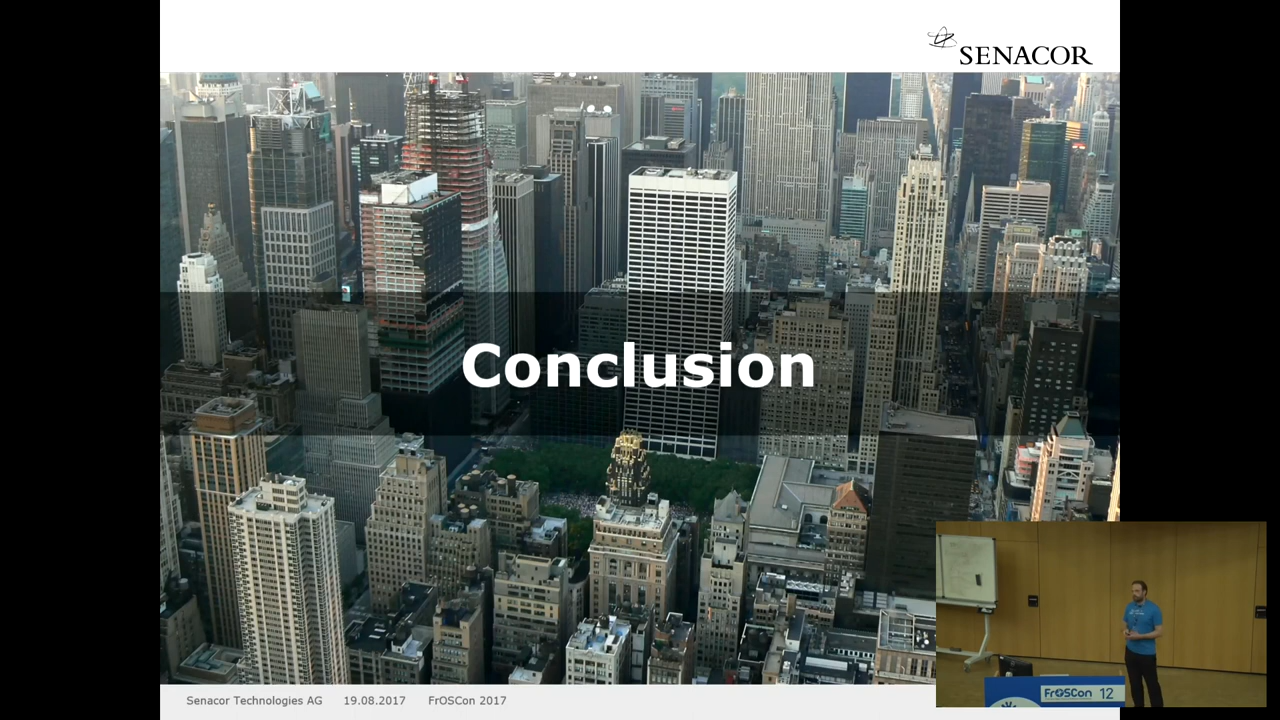 SENACOR
Conclusion
Senacor Technologies AG 19.08.2017 FrOSCon 2017
FrOSCon 12